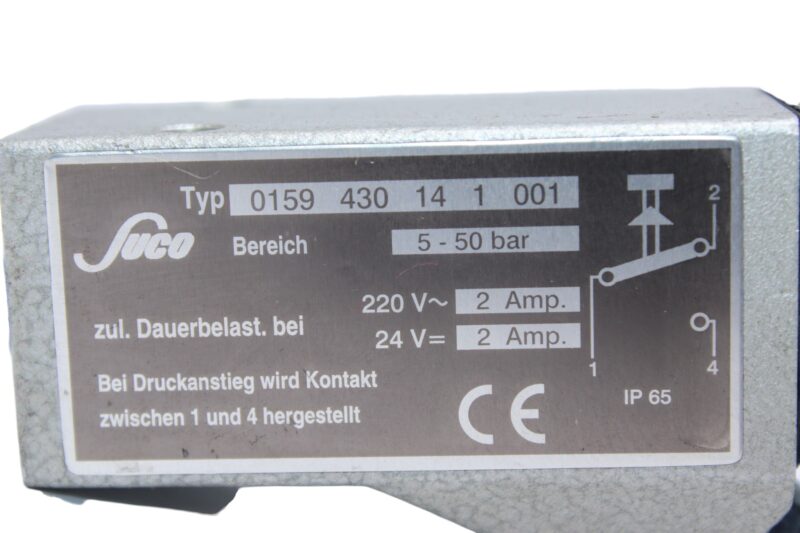 Typ 0159 430 14 1 001
Suco Bereich 5 - 50 bar
220 V~ 2 Amp.
zul. Dauerbelast. bei
24 V= 2 Amp.
Bei Druckanstieg wird Kontakt
zwischen 1 und 4 hergestellt
CE
2
1
4
IP 65